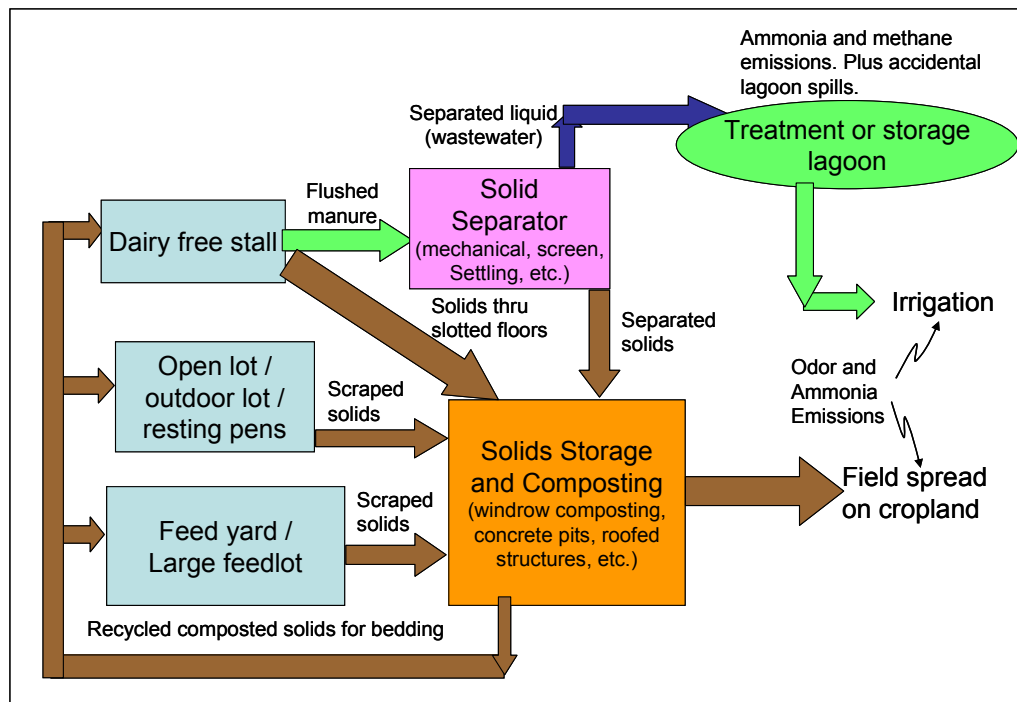 Ammonia and methane
emissions. Plus accidental
lagoon spills.
Separated liquid
(wastewater)
Treatment or storage
lagoon
Flushed
manure
Solid
Separator
(mechanical, screen,
Settling, etc.)
Dairy free stall
Solids thru
slotted floors
Separated
solids
Irrigation
Open lot /
outdoor lot /
resting pens
Scraped
solids
Odor and
Ammonia
Emissions
Solids Storage
and Composting
(windrow composting,
concrete pits, roofed
structures, etc.)
Field spread
on cropland
Feed yard /
Large feedlot
Scraped
solids
Recycled composted solids for bedding